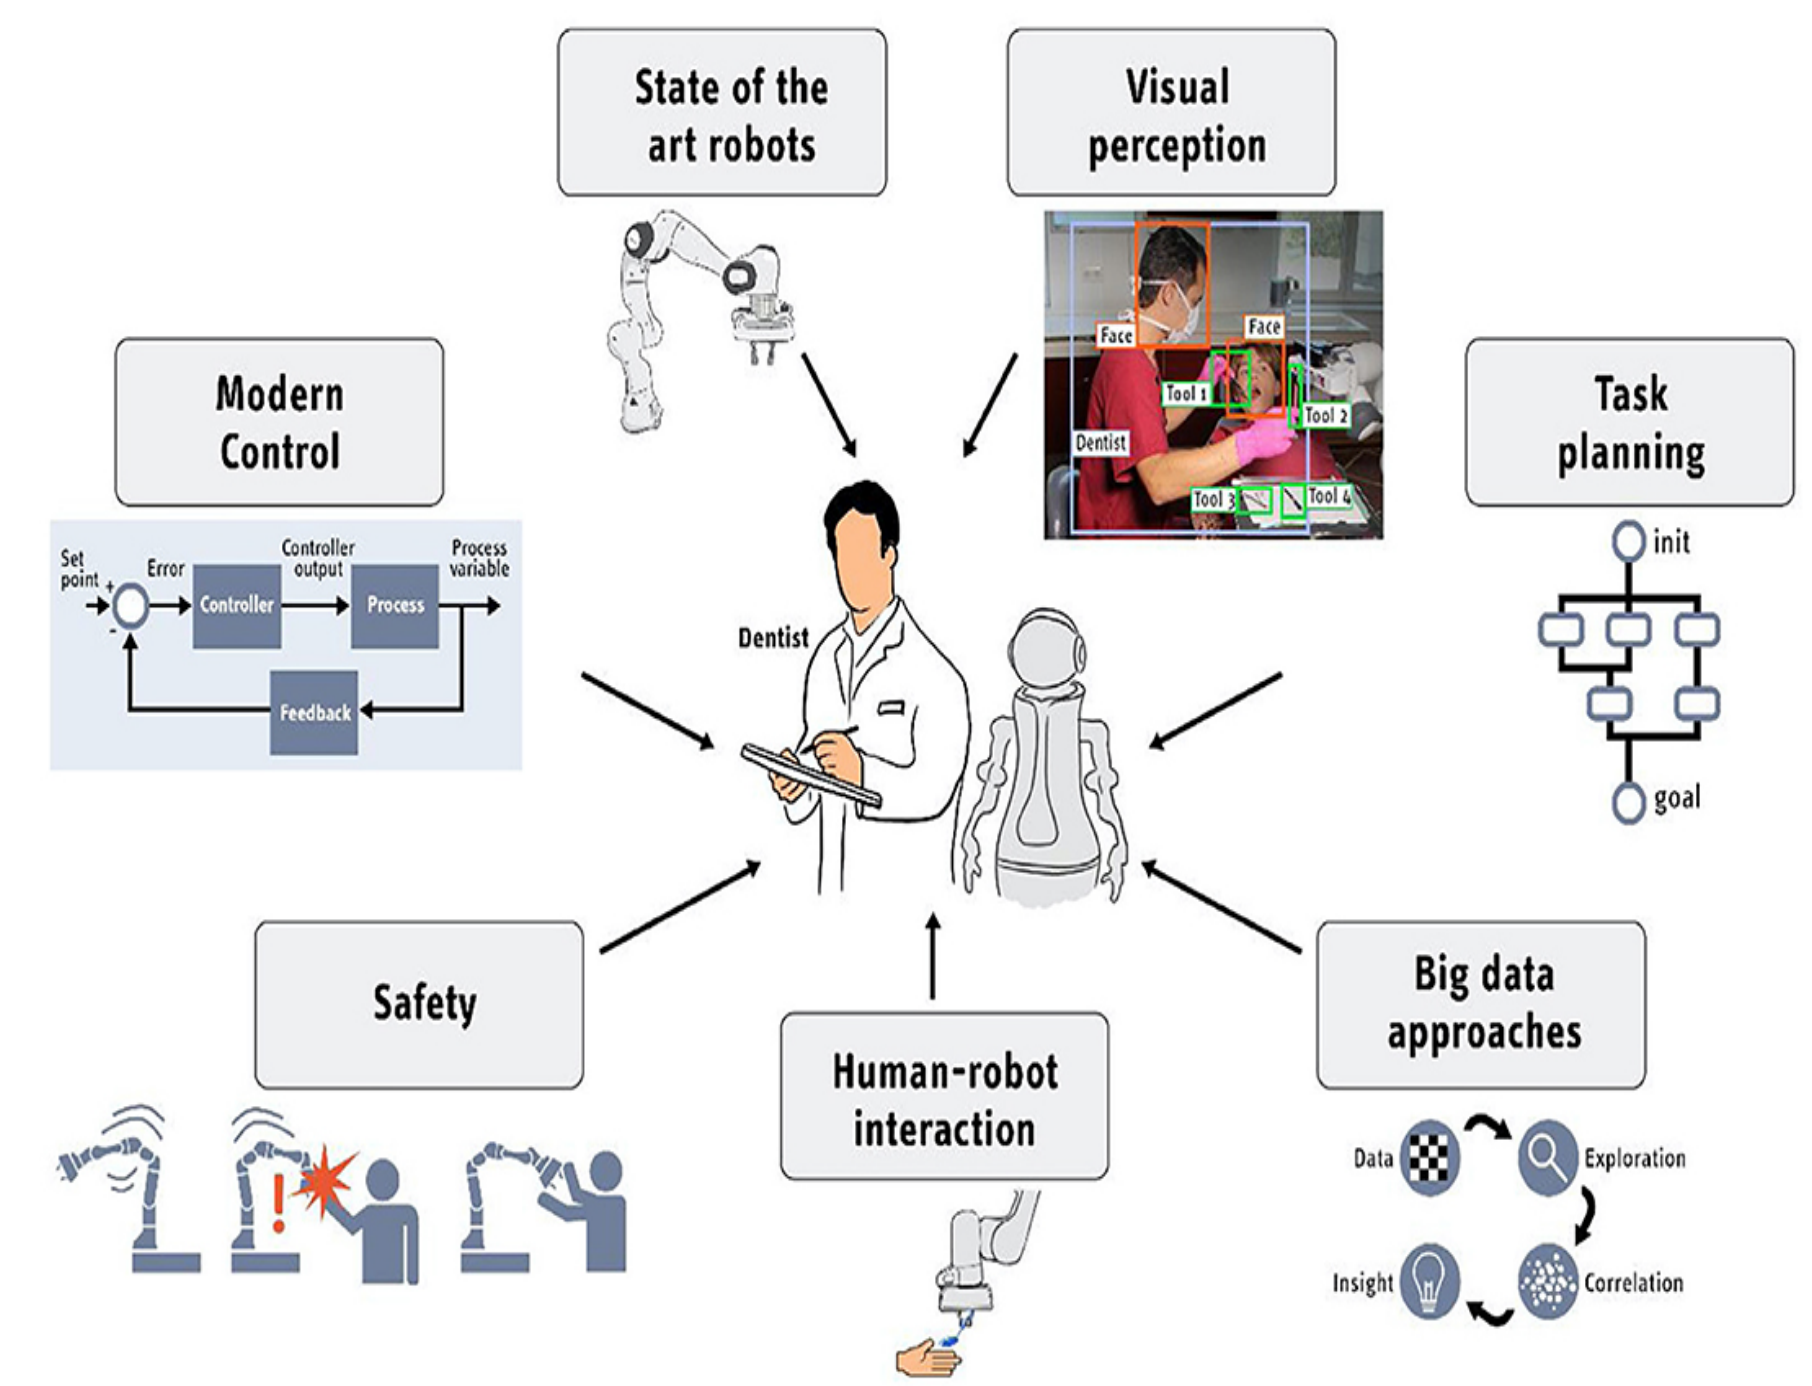 State of the
art robots
Visual
perception
Face
Face
Tool 1
Tool 2
Dentist
Tool 3
Tool 4
Modern
Control
Set
point
+
-
Error
Controller
Controller
output
Process
Process
variable
Feedback
Task
planning
init
goal
Dentist
Safety
!
Human-robot
interaction
Big data
approaches
Data
Exploration
Insight
Correlation